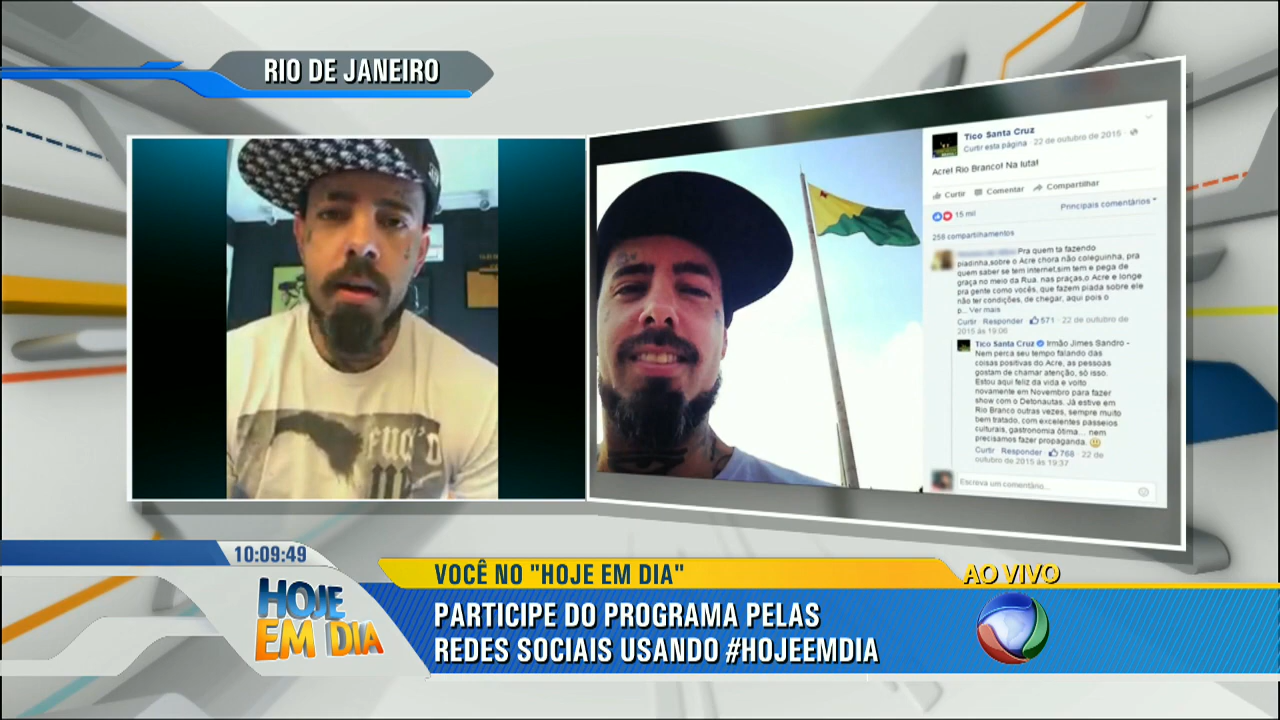 RIO DE JANEIRO
Tico Santa Cruz
Curtir esta página · 22 de outubro de 2015 ·
Acre! Rio Branco! Na luta!
Curtir Comentar Compartilhar
15 mil
Principais comentários
258 compartilhamentos
Pra quem ta fazendo
piadinha,sobre o Acre chora não coleguinha, pra
quem saber se tem internet,sim tem e pega de
graça no meio da Rua. nas praças,o Acre e longe
pra gente como vocês, que fazem piada sobre ele
não ter condições, de chegar, aqui pois o
p... Ver mais
Curtir · Responder · 571 · 22 de outubro de
2015 às 19:06
Tico Santa Cruz Irmão Jimes Sandro -
Nem perca seu tempo falando das
coisas positivas do Acre, as pessoas
gostam de chamar atenção, só isso.
Estou aqui feliz da vida e volto
novamente em Novembro para fazer
show com o Detonautas. Já estive em
Rio Branco outras vezes, sempre muito
bem tratado, com excelentes passeios
culturais, gastronomia ótima... nem
precisamos fazer propaganda.
Curtir · Responder · 768 · 22 de
outubro de 2015 às 19:37
Escreva um comentário...
10:09:49
HOJE
EM DIA
VOCÊ NO "HOJE EM DIA"
AO VIVO
PARTICIPE DO PROGRAMA PELAS
REDES SOCIAIS USANDO #HOJEEMDIA